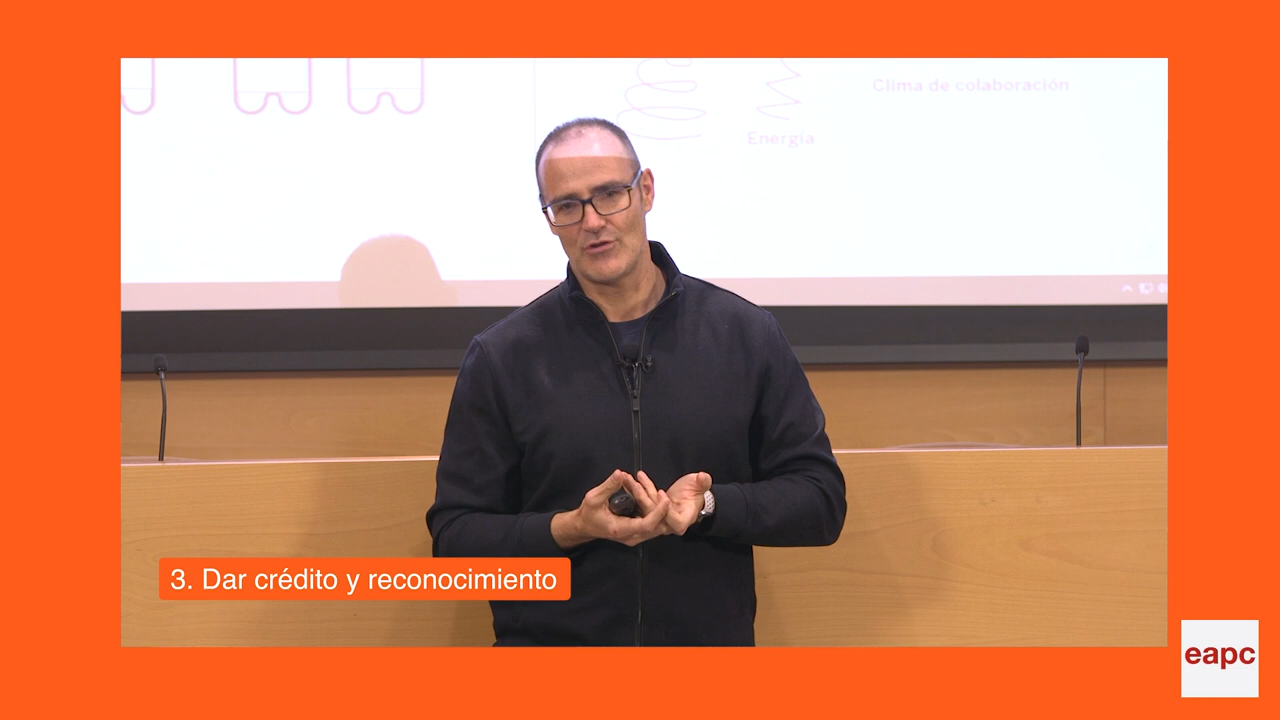 Clima de colaboración
Energía
3. Dar crédito y reconocimiento
eapc